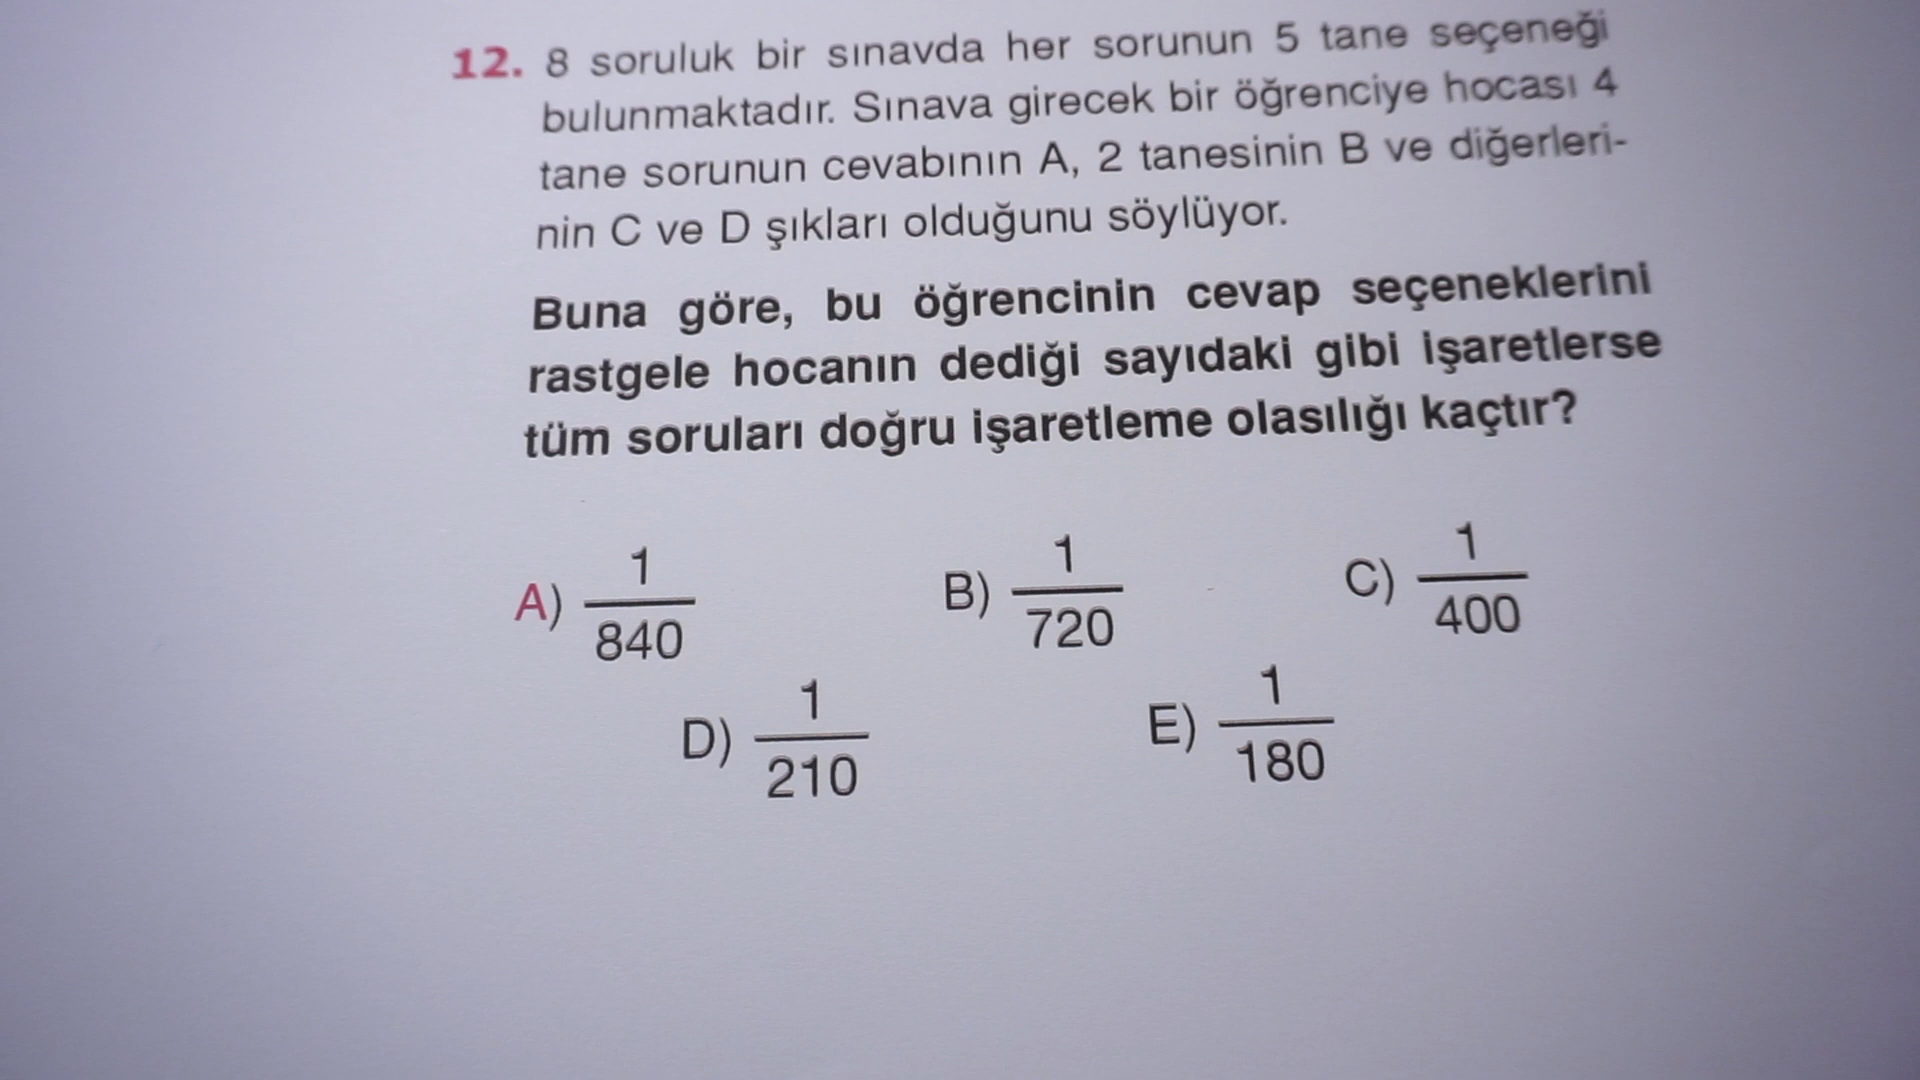 12. 8 soruluk bir sınavda her sorunun 5 tane seçeneği
bulunmaktadır. Sınava girecek bir öğrenciye hocası 4
tane sorunun cevabının A, 2 tanesinin B ve diğerleri-
nin C ve D şıkları olduğunu söylüyor.
Buna göre, bu öğrencinin cevap seçeneklerini
rastgele hocanın dediği sayıdaki gibi işaretlerse
tüm soruları doğru işaretleme olasılığı kaçtır?
A) 1/840 B) 1/720 C) 1/400
D) 1/210 E) 1/180